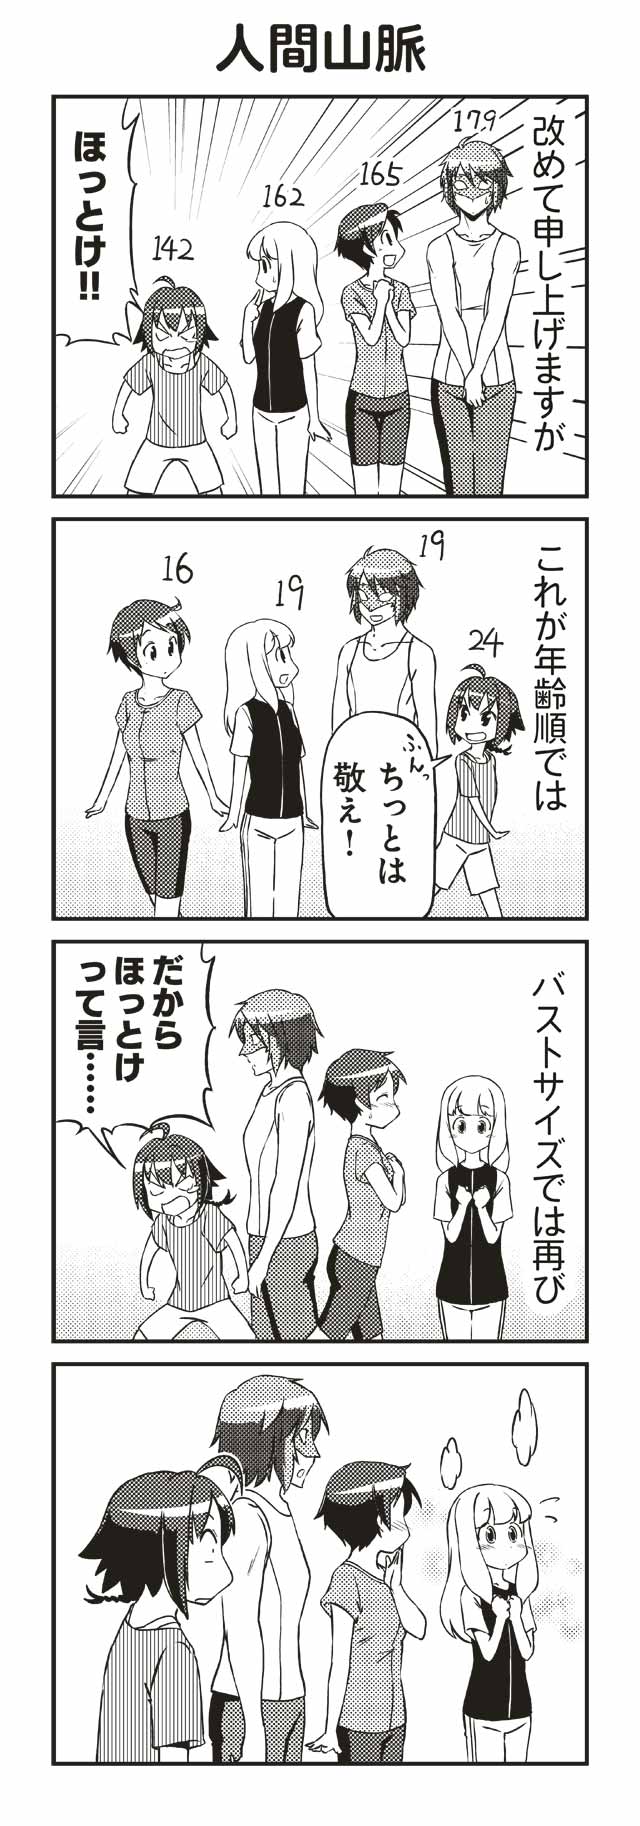 人間山脈
改めて申し上げますが
179
165
162
142
ほっとけ!!
これが年齢順では
24
19
19
16
ふんっ
ちっとは
敬え!
バストサイズでは再び
だから
ほっとけ
って言……